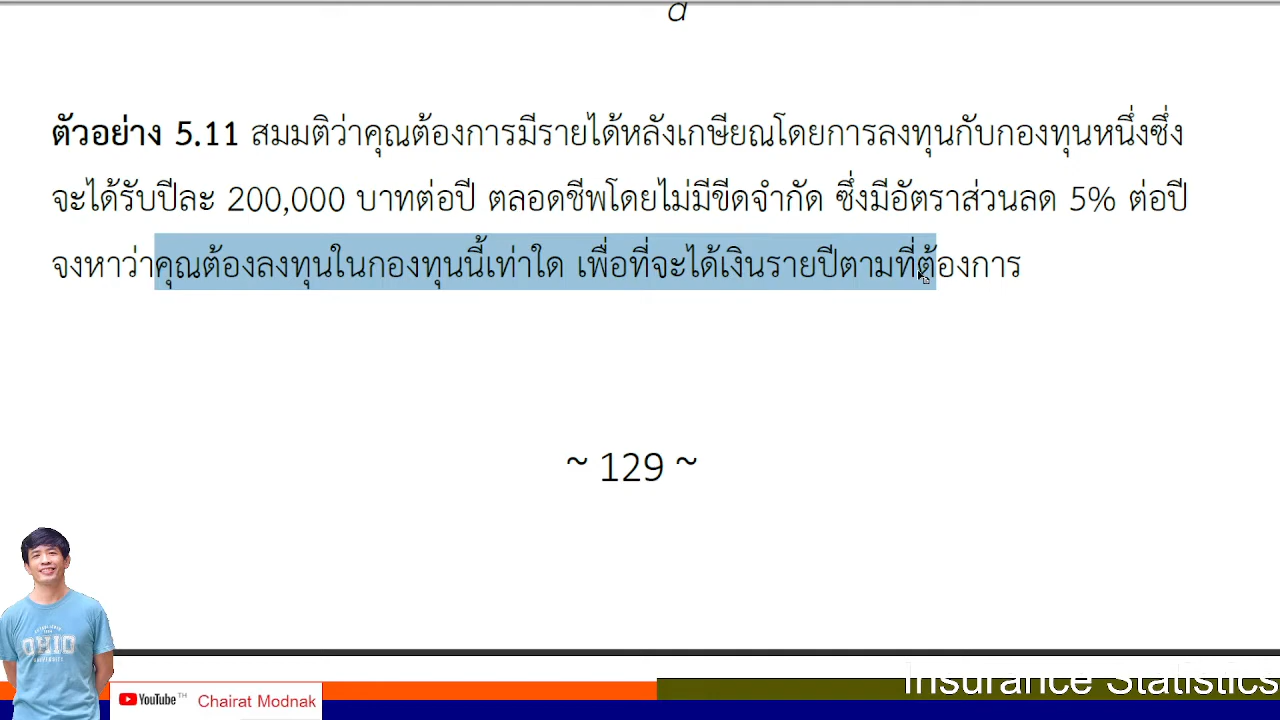 d
ตัวอย่าง 5.11 สมมติว่าคุณต้องการมีรายได้หลังเกษียณโดยการลงทุนกับกองทุนหนึ่งซึ่ง
จะได้รับปีละ 200,000 บาทต่อปี ตลอดชีพโดยไม่มีขีดจำกัด ซึ่งมีอัตราส่วนลด 5% ต่อปี
จงหาว่าคุณต้องลงทุนในกองทุนนี้เท่าใด เพื่อที่จะได้เงินรายปีตามที่ต้องการ
~ 129 ~
OHIO
UNIVERSITY
YouTube TH Chairat Modnak
Insurance Statistics